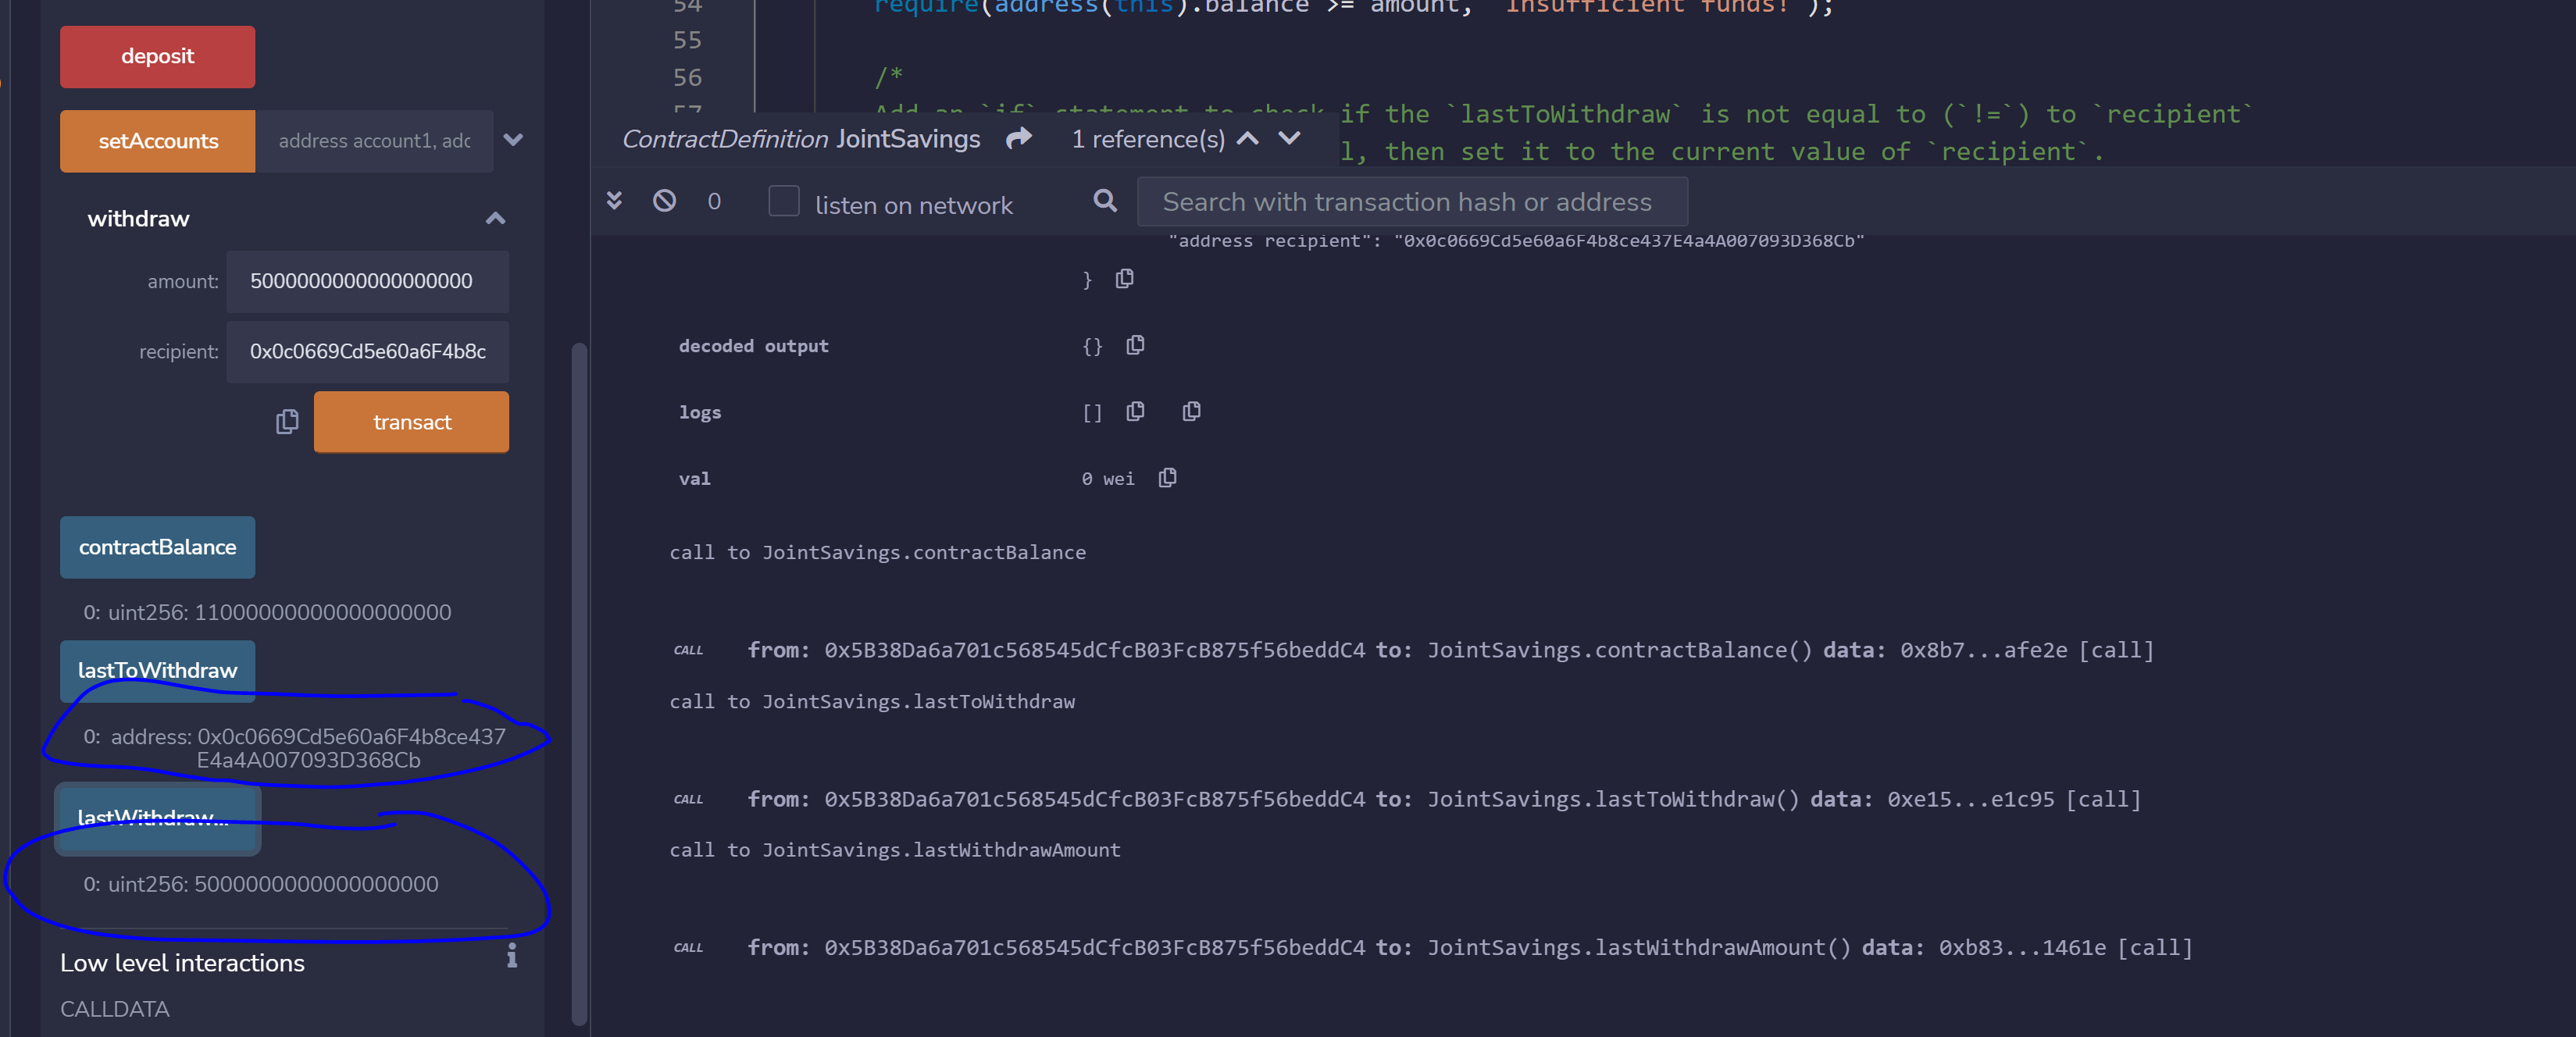 deposit
setAccounts
address account1, adc
withdraw
amount: 5000000000000000000
recipient: 0x0c0669Cd5e60a6F4b8c
transact
contractBalance
0: uint256: 11000000000000000000
lastToWithdraw
0: address: 0x0c0669Cd5e60a6F4b8ce437
E4a4A007093D368Cb
lastWithdraw...
0: uint256: 5000000000000000000
Low level interactions
CALLDATA
54 require(address(this).balance >= amount, "Insufficient funds!");
55
56 /*
57 Add an `if` statement to check if the `lastToWithdraw` is not equal to (`!=`) to `recipient`
l, then set it to the current value of `recipient`.
ContractDefinition JointSavings 1 reference(s)
0 listen on network Search with transaction hash or address
"address recipient": "0x0c0669Cd5e60a6F4b8ce437E4a4A007093D368Cb"
}
decoded output {}
logs []
val 0 wei
call to JointSavings.contractBalance
CALL from: 0x5B38Da6a701c568545dCfcB03FcB875f56beddC4 to: JointSavings.contractBalance() data: 0x8b7...afe2e [call]
call to JointSavings.lastToWithdraw
CALL from: 0x5B38Da6a701c568545dCfcB03FcB875f56beddC4 to: JointSavings.lastToWithdraw() data: 0xe15...e1c95 [call]
call to JointSavings.lastWithdrawAmount
CALL from: 0x5B38Da6a701c568545dCfcB03FcB875f56beddC4 to: JointSavings.lastWithdrawAmount() data: 0xb83...1461e [call]